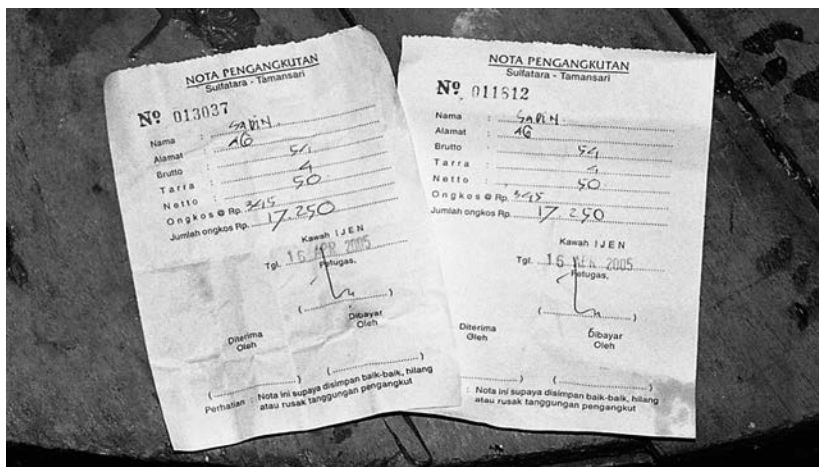 NOTA PENGANGKUTAN
Sulfatara - Tamansari
Nº 013037
Nama : SAPIN.
Alamat : 16
Brutto : 54
Tarra : 4
Netto : 50.
Ongkos @ Rp. 345
Jumlah ongkos Rp. 17.250
Kawah IJEN
Tgl. 16 APR 2005
Petugas,
(....................)
Diterima Dibayar
Oleh Oleh
(....................) (....................)
Perhatian : Nota ini supaya disimpan baik-baik, hilang
atau rusak tanggungan pengangkut
NOTA PENGANGKUTAN
Sulfatara - Tamansari
Nº 011612
Nama : SAPIN.
Alamat : 16
Brutto : 54
Tarra : 4
Netto : 50.
Ongkos @ Rp. 345
Jumlah ongkos Rp. 17.250
Kawah IJEN
Tgl. 16 2005
Petugas,
(....................)
Diterima Dibayar
Oleh Oleh
....................) (....................)
: Nota ini supaya disimpan baik-baik, hilang
atau rusak tanggungan pengangkut